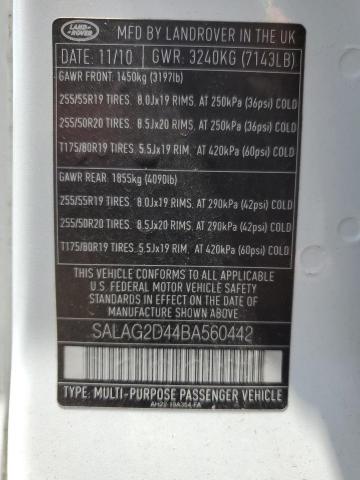 LAND
ROVER
MFD BY LANDROVER IN THE UK
DATE: 11/10 GWR: 3240KG (7143LB)
GAWR FRONT: 1450kg (3197lb)
255/55R19 TIRES. 8.0Jx19 RIMS, AT 250kPa (36psi) COLD
255/50R20 TIRES. 8.5Jx20 RIMS, AT 250kPa (36psi) COLD
T175/80R19 TIRES. 5.5Jx19 RIM, AT 420kPa (60psi) COLD
GAWR REAR: 1855kg (4090lb)
255/55R19 TIRES. 8.0Jx19 RIMS, AT 290kPa (42psi) COLD
255/50R20 TIRES. 8.5Jx20 RIMS, AT 290kPa (42psi) COLD
T175/80R19 TIRES. 5.5Jx19 RIM, AT 420kPa (60psi) COLD
THIS VEHICLE CONFORMS TO ALL APPLICABLE
U.S. FEDERAL MOTOR VEHICLE SAFETY
STANDARDS IN EFFECT ON THE DATE OF
MANUFACTURE SHOWN ABOVE.
SALAG2D44BA560442
TYPE: MULTI-PURPOSE PASSENGER VEHICLE
AH22-19A354-FA